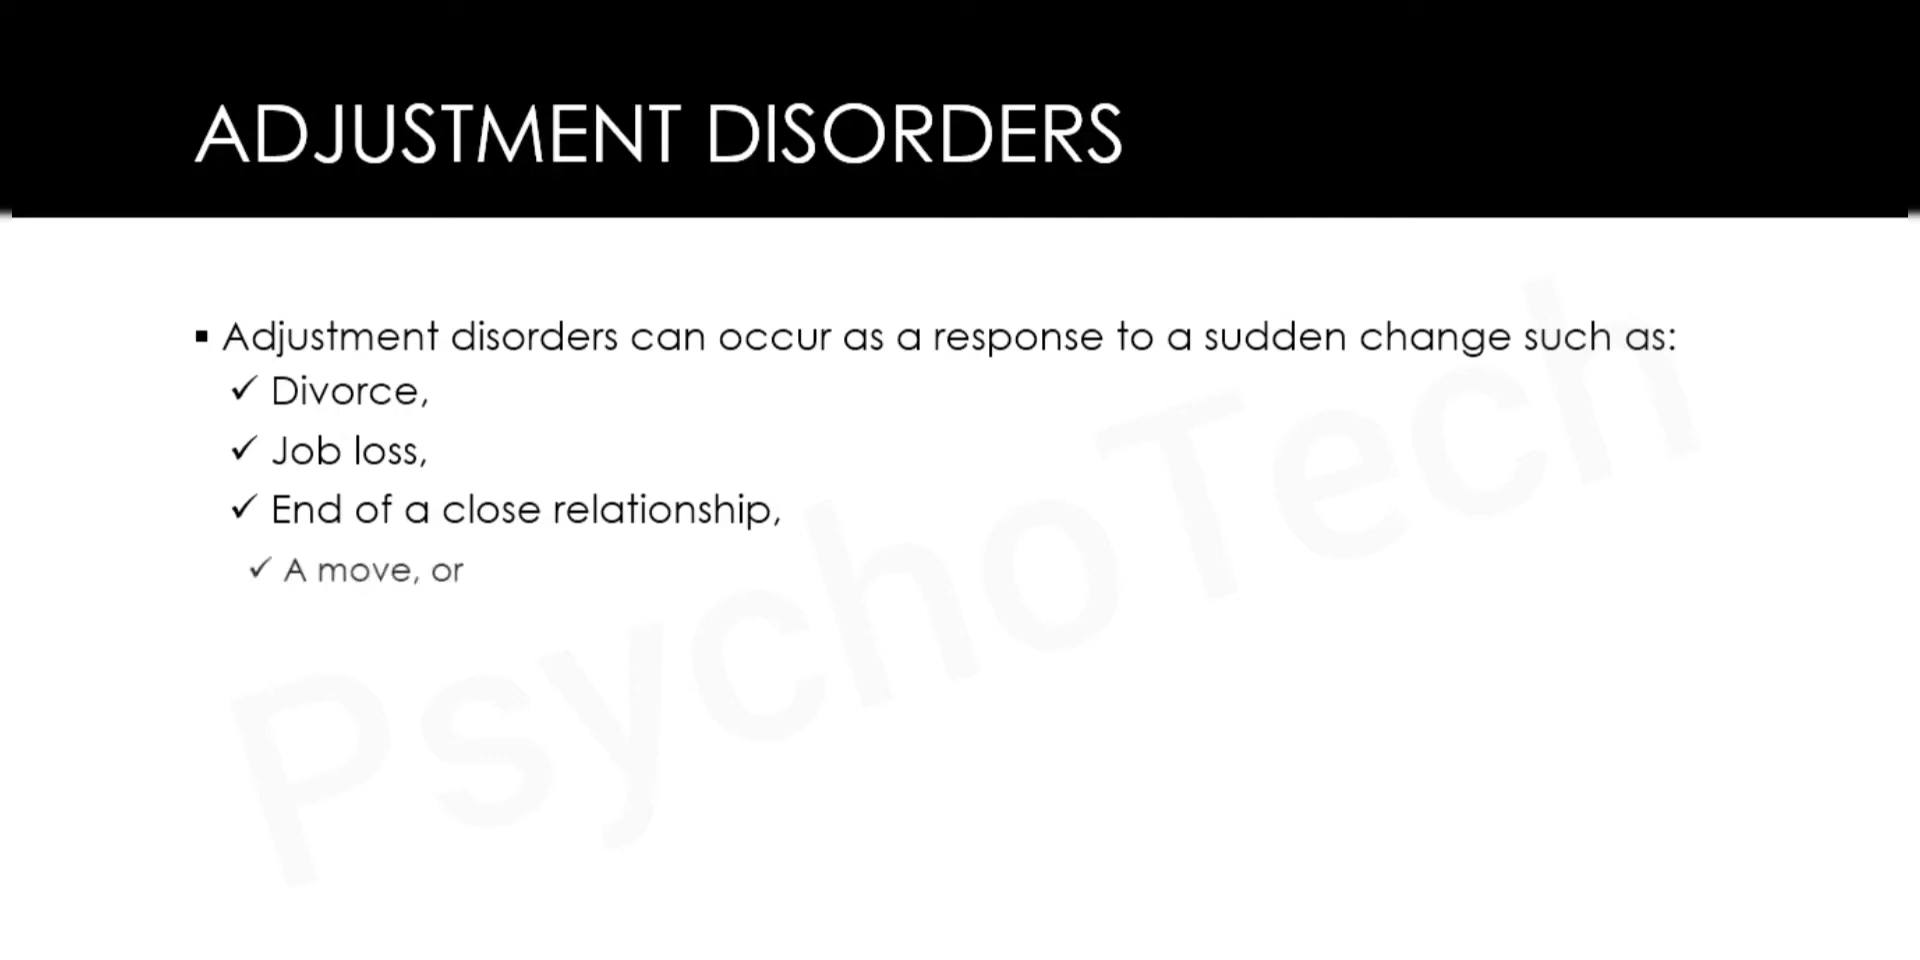 ADJUSTMENT DISORDERS
▪ Adjustment disorders can occur as a response to a sudden change such as:
✓ Divorce,
✓ Job loss,
✓ End of a close relationship,
✓ A move, or
PsychoTech